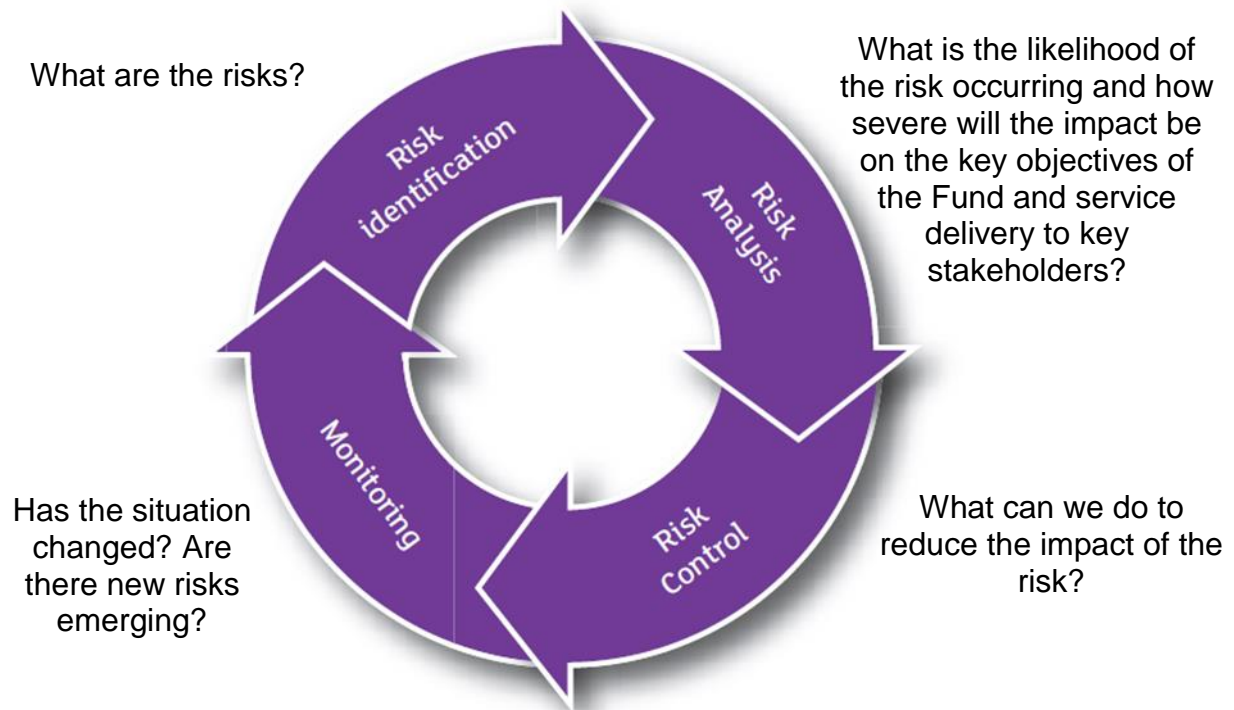 What are the risks?
Risk
identification
What is the likelihood of
the risk occurring and how
severe will the impact be
on the key objectives of
the Fund and service
delivery to key
stakeholders?
Risk
Analysis
What can we do to
reduce the impact of the
risk?
Risk
Control
Has the situation
changed? Are
there new risks
emerging?
Monitoring